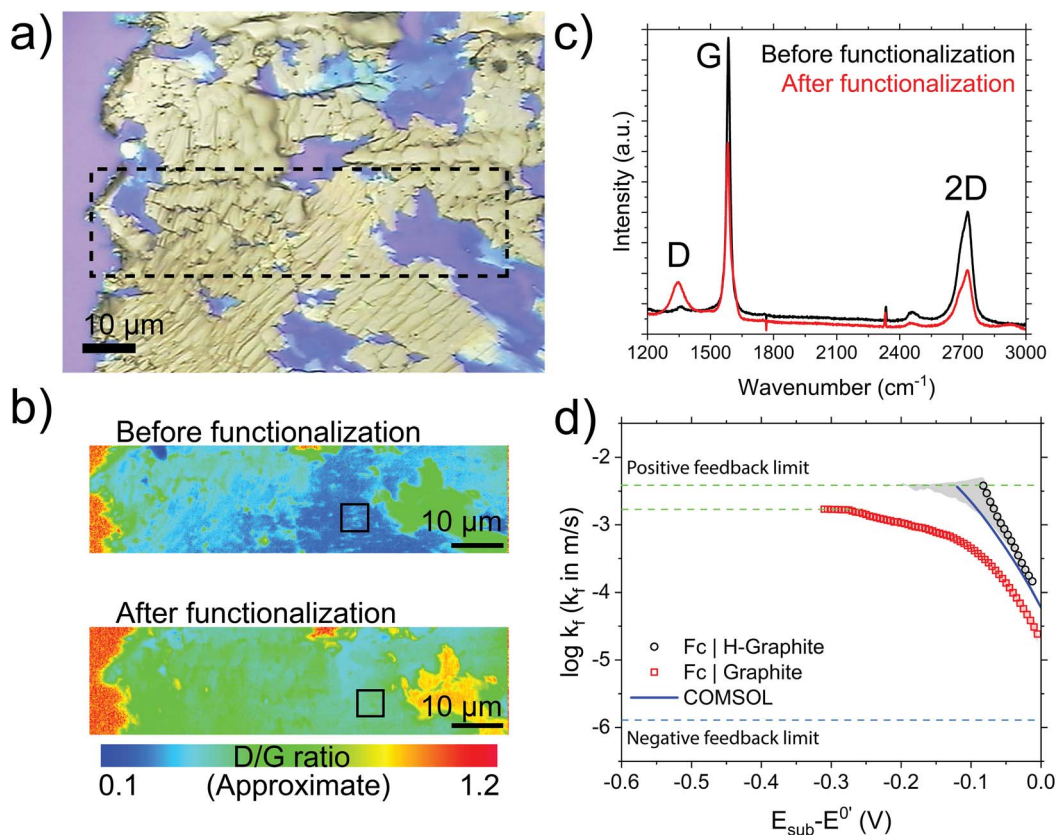 a)
10 µm
b)
Before functionalization
10 µm
After functionalization
10 µm
D/G ratio
0.1 (Approximate) 1.2
c)
Before functionalization
After functionalization
G
D
2D
Intensity (a.u.)
1200 1500 1800 2100 2400 2700 3000
Wavenumber (cm⁻¹)
d)
-2
-3
-4
-5
-6
log k_f (k_f in m/s)
Positive feedback limit
Fc | H-Graphite
Fc | Graphite
COMSOL
Negative feedback limit
-0.6 -0.5 -0.4 -0.3 -0.2 -0.1 0.0
E_sub-E⁰' (V)